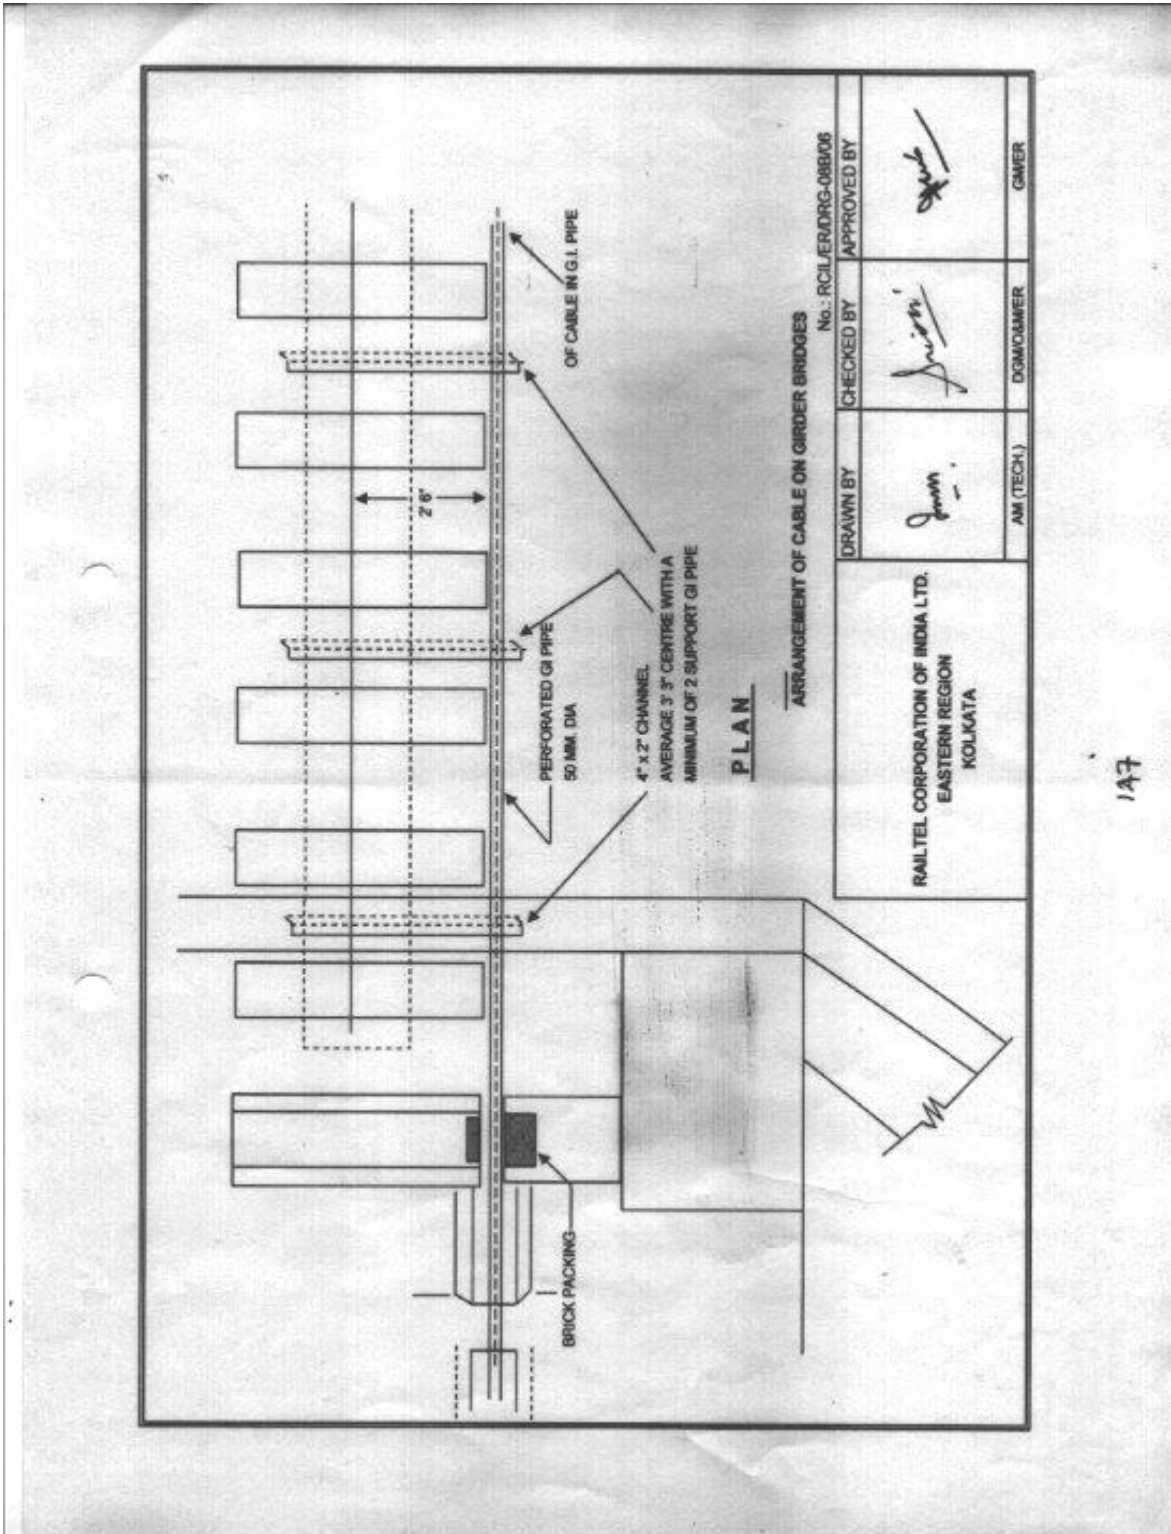 OF CABLE IN G.I. PIPE
2' 6"
PERFORATED GI PIPE
50 MM. DIA
4" x 2" CHANNEL
AVERAGE 3' 3" CENTRE WITH A
MINIMUM OF 2 SUPPORT GI PIPE
BRICK PACKING
PLAN
ARRANGEMENT OF CABLE ON GIRDER BRIDGES
No.: RCIL/ER/DRG-08B/06
RAILTEL CORPORATION OF INDIA LTD.
EASTERN REGION
KOLKATA
DRAWN BY
CHECKED BY
APPROVED BY
AM (TECH.)
DGM/O&M/ER
GM/ER
147